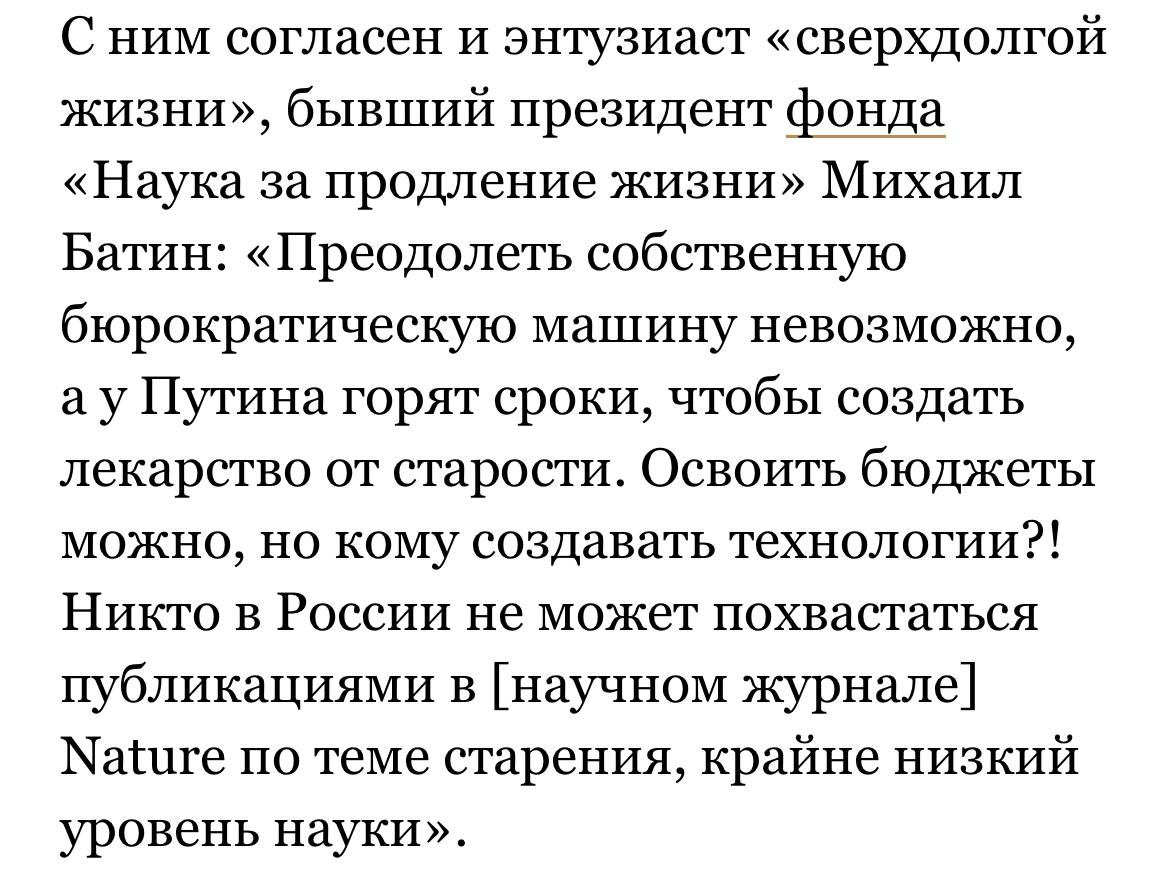 С ним согласен и энтузиаст «сверхдолгой
жизни», бывший президент фонда
«Наука за продление жизни» Михаил
Батин: «Преодолеть собственную
бюрократическую машину невозможно,
а у Путина горят сроки, чтобы создать
лекарство от старости. Освоить бюджеты
можно, но кому создавать технологии?!
Никто в России не может похвастаться
публикациями в [научном журнале]
Nature по теме старения, крайне низкий
уровень науки».